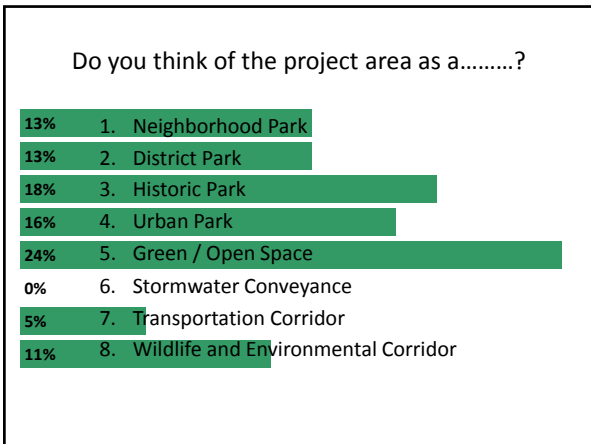 Do you think of the project area as a………?
13% 1. Neighborhood Park
13% 2. District Park
18% 3. Historic Park
16% 4. Urban Park
24% 5. Green / Open Space
0% 6. Stormwater Conveyance
5% 7. Transportation Corridor
11% 8. Wildlife and Environmental Corridor